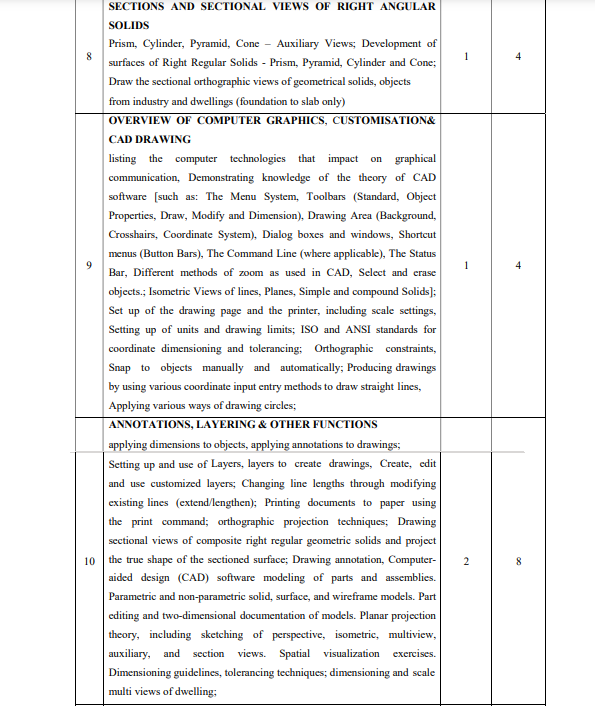 SECTIONS AND SECTIONAL VIEWS OF RIGHT ANGULAR
SOLIDS
Prism, Cylinder, Pyramid, Cone – Auxiliary Views; Development of
8
1
4
surfaces of Right Regular Solids - Prism, Pyramid, Cylinder and Cone;
Draw the sectional orthographic views of geometrical solids, objects
from industry and dwellings (foundation to slab only)
OVERVIEW OF COMPUTER GRAPHICS, CUSTOMISATION&
CAD DRAWING
listing the computer technologies that impact on graphical
communication, Demonstrating knowledge of the theory of CAD
software [such as: The Menu System, Toolbars (Standard, Object
Properties, Draw, Modify and Dimension), Drawing Area (Background,
Crosshairs, Coordinate System), Dialog boxes and windows, Shortcut
menus (Button Bars), The Command Line (where applicable), The Status
9
1
4
Bar, Different methods of zoom as used in CAD, Select and erase
objects.; Isometric Views of lines, Planes, Simple and compound Solids];
Set up of the drawing page and the printer, including scale settings,
Setting up of units and drawing limits; ISO and ANSI standards for
coordinate dimensioning and tolerancing; Orthographic constraints,
Snap to objects manually and automatically; Producing drawings
by using various coordinate input entry methods to draw straight lines,
Applying various ways of drawing circles;
ANNOTATIONS, LAYERING & OTHER FUNCTIONS
applying dimensions to objects, applying annotations to drawings;
Setting up and use of Layers, layers to create drawings, Create, edit
and use customized layers; Changing line lengths through modifying
existing lines (extend/lengthen); Printing documents to paper using
the print command; orthographic projection techniques; Drawing
sectional views of composite right regular geometric solids and project
10
the true shape of the sectioned surface; Drawing annotation, Computer-
2
8
aided design (CAD) software modeling of parts and assemblies.
Parametric and non-parametric solid, surface, and wireframe models. Part
editing and two-dimensional documentation of models. Planar projection
theory, including sketching of perspective, isometric, multiview,
auxiliary, and section views. Spatial visualization exercises.
Dimensioning guidelines, tolerancing techniques; dimensioning and scale
multi views of dwelling;